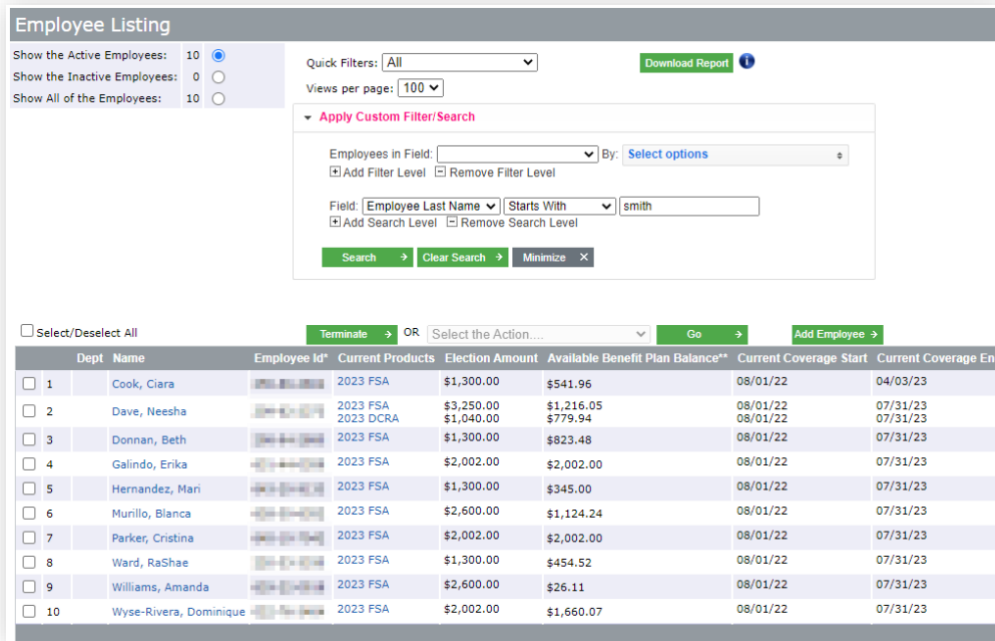 Employee Listing
Show the Active Employees: 10
Show the Inactive Employees: 0
Show All of the Employees: 10
Quick Filters: All
Download Report i
Views per page: 100
Apply Custom Filter/Search
Employees in Field: By: Select options
Add Filter Level Remove Filter Level
Field: Employee Last Name Starts With smith
Add Search Level Remove Search Level
Search Clear Search Minimize
Select/Deselect All Terminate OR Select the Action.... Go Add Employee
Dept Name Employee Id* Current Products Election Amount Available Benefit Plan Balance** Current Coverage Start Current Coverage En
1 Cook, Ciara 2023 FSA $1,300.00 $541.96 08/01/22 04/03/23
2 Dave, Neesha 2023 FSA $3,250.00 $1,216.05 08/01/22 07/31/23
2023 DCRA $1,040.00 $779.94 08/01/22 07/31/23
3 Donnan, Beth 2023 FSA $1,300.00 $823.48 08/01/22 07/31/23
4 Galindo, Erika 2023 FSA $2,002.00 $2,002.00 08/01/22 07/31/23
5 Hernandez, Mari 2023 FSA $1,300.00 $345.00 08/01/22 07/31/23
6 Murillo, Blanca 2023 FSA $2,600.00 $1,124.24 08/01/22 07/31/23
7 Parker, Cristina 2023 FSA $2,002.00 $2,002.00 08/01/22 07/31/23
8 Ward, RaShae 2023 FSA $1,300.00 $454.52 08/01/22 07/31/23
9 Williams, Amanda 2023 FSA $2,600.00 $26.11 08/01/22 07/31/23
10 Wyse-Rivera, Dominique 2023 FSA $2,002.00 $1,660.07 08/01/22 07/31/23